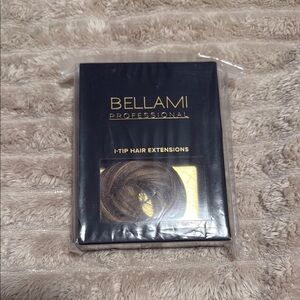 BELLAMI
PROFESSIONAL
I-TIP HAIR EXTENSIONS